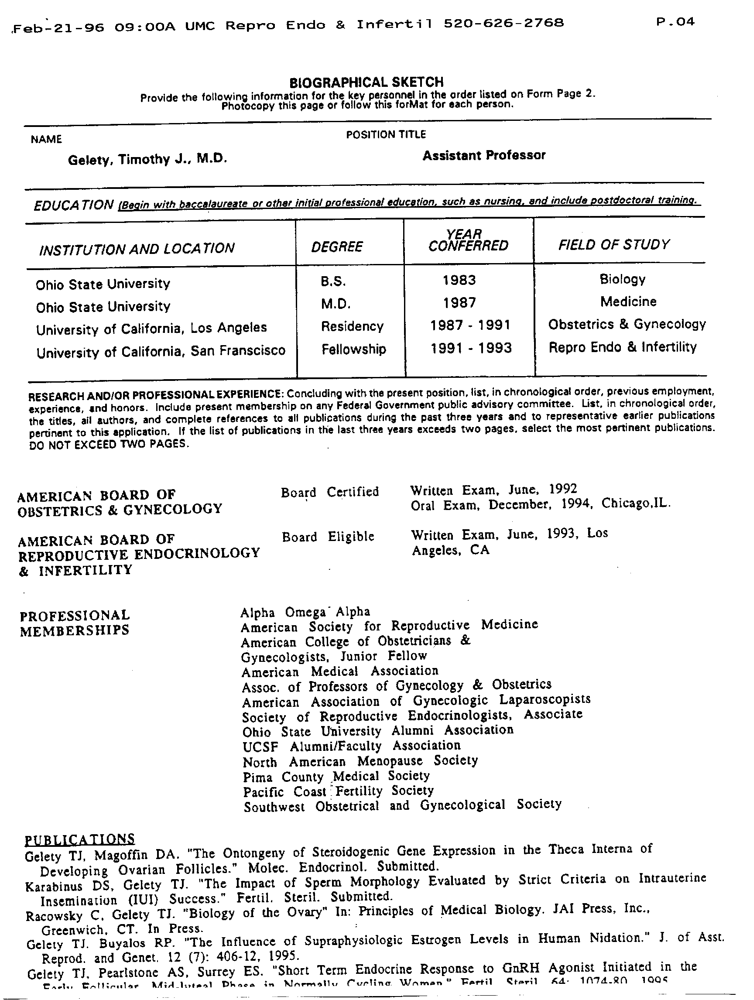 Feb-21-96 09:00A UMC Repro Endo & Infertil 520-626-2768 P.04
BIOGRAPHICAL SKETCH
Provide the following information for the key personnel in the order listed on Form Page 2.
Photocopy this page or follow this forMat for each person.
NAME POSITION TITLE
Gelety, Timothy J., M.D. Assistant Professor
EDUCATION (Begin with baccalaureate or other initial professional education, such as nursing, and include postdoctoral training.
INSTITUTION AND LOCATION DEGREE YEAR CONFERRED FIELD OF STUDY
Ohio State University B.S. 1983 Biology
Ohio State University M.D. 1987 Medicine
University of California, Los Angeles Residency 1987 - 1991 Obstetrics & Gynecology
University of California, San Franscisco Fellowship 1991 - 1993 Repro Endo & Infertility
RESEARCH AND/OR PROFESSIONAL EXPERIENCE: Concluding with the present position, list, in chronological order, previous employment,
experience, and honors. Include present membership on any Federal Government public advisory committee. List, in chronological order,
the titles, all authors, and complete references to all publications during the past three years and to representative earlier publications
pertinent to this application. If the list of publications in the last three years exceeds two pages, select the most pertinent publications.
DO NOT EXCEED TWO PAGES.
AMERICAN BOARD OF Board Certified Written Exam, June, 1992
OBSTETRICS & GYNECOLOGY Oral Exam, December, 1994, Chicago,IL.
AMERICAN BOARD OF Board Eligible Written Exam, June, 1993, Los
REPRODUCTIVE ENDOCRINOLOGY Angeles, CA
& INFERTILITY
PROFESSIONAL Alpha Omega Alpha
MEMBERSHIPS American Society for Reproductive Medicine
American College of Obstetricians &
Gynecologists, Junior Fellow
American Medical Association
Assoc. of Professors of Gynecology & Obstetrics
American Association of Gynecologic Laparoscopists
Society of Reproductive Endocrinologists, Associate
Ohio State University Alumni Association
UCSF Alumni/Faculty Association
North American Menopause Society
Pima County Medical Society
Pacific Coast Fertility Society
Southwest Obstetrical and Gynecological Society
PUBLICATIONS
Gelety TJ, Magoffin DA. "The Ontongeny of Steroidogenic Gene Expression in the Theca Interna of
Developing Ovarian Follicles." Molec. Endocrinol. Submitted.
Karabinus DS, Gelety TJ. "The Impact of Sperm Morphology Evaluated by Strict Criteria on Intrauterine
Insemination (IUI) Success." Fertil. Steril. Submitted.
Racowsky C, Gelety TJ. "Biology of the Ovary" In: Principles of Medical Biology. JAI Press, Inc.,
Greenwich, CT. In Press.
Gelety TJ. Buyalos RP. "The Influence of Supraphysiologic Estrogen Levels in Human Nidation." J. of Asst.
Reprod. and Genet. 12 (7): 406-12, 1995.
Gelety TJ, Pearlstone AS, Surrey ES. "Short Term Endocrine Response to GnRH Agonist Initiated in the
Early Follicular, Mid-luteal Phase in Normally Cycling Women." Fertil. Steril. 64: 1074-80, 1995